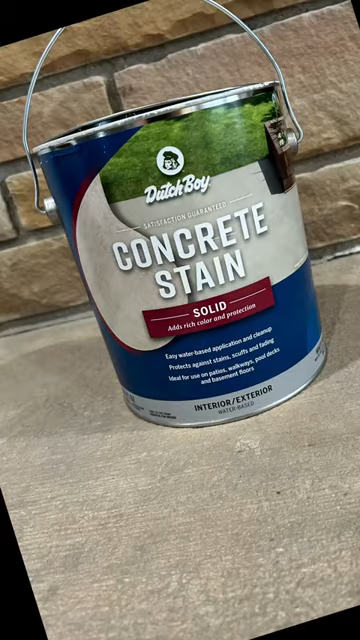 Dutch Boy
SATISFACTION GUARANTEED
CONCRETE
STAIN
SOLID
Adds rich color and protection
Easy water-based application and cleanup
Protects against stains, scuffs and fading
Ideal for use on patios, walkways, pool decks
and basement floors
INTERIOR/EXTERIOR
WATER-BASED